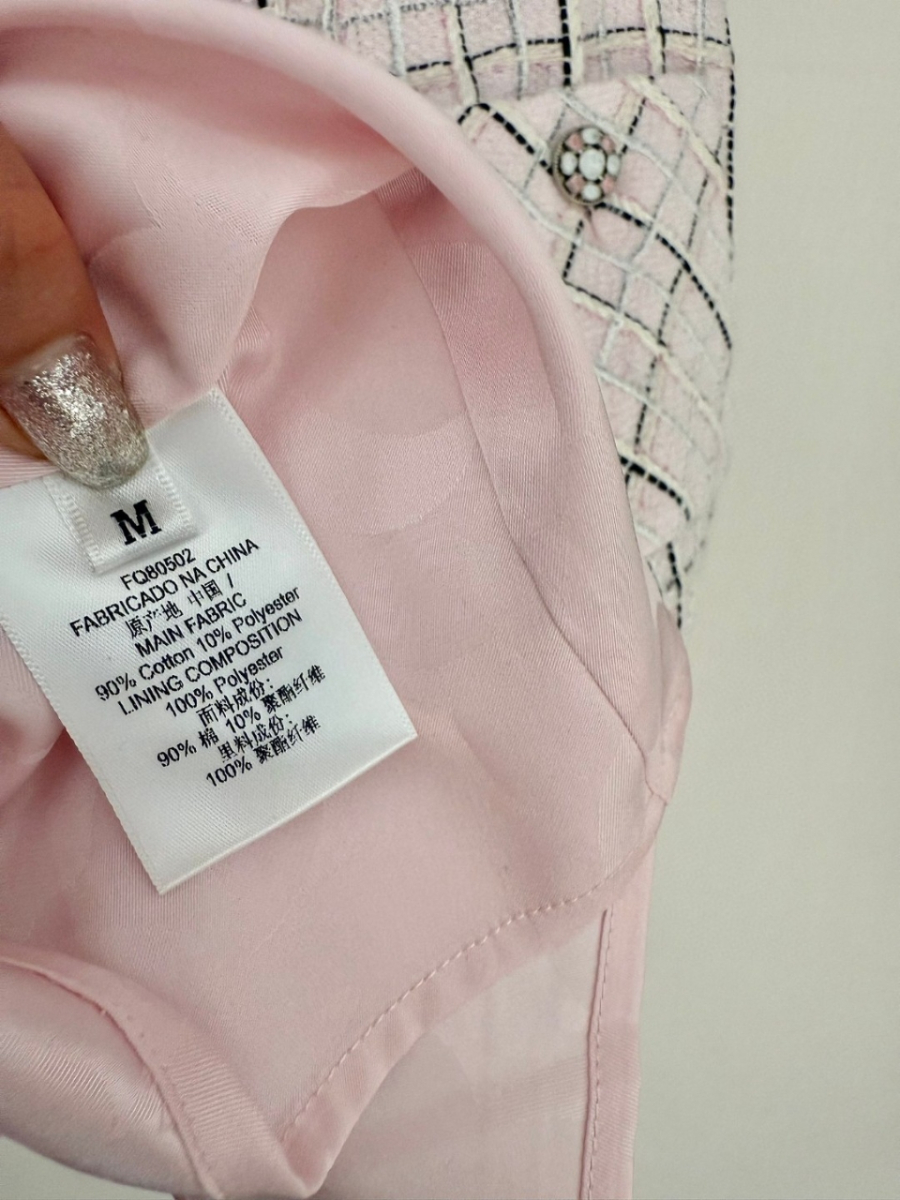 M
FQ80502
FABRICADO NA CHINA
原产地 中国 /
MAIN FABRIC
90% Cotton 10% Polyester
LINING COMPOSITION
100% Polyester
面料成份:
90% 棉 10% 聚酯纤维
里料成份:
100% 聚酯纤维